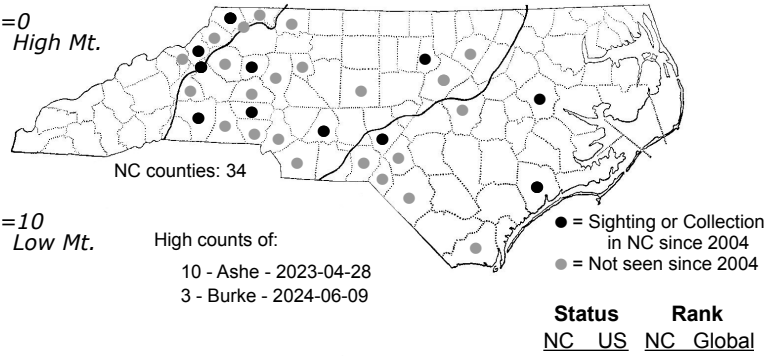 =0
High Mt.
NC counties: 34
=10
Low Mt.
High counts of:
10 - Ashe - 2023-04-28
3 - Burke - 2024-06-09
= Sighting or Collection
in NC since 2004
= Not seen since 2004
Status Rank
NC US NC Global